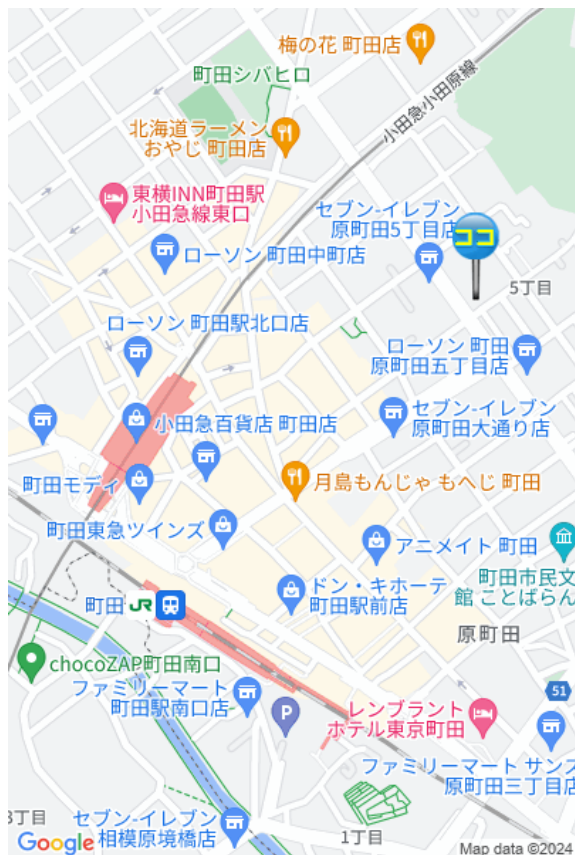 梅の花 町田店
町田シバヒロ
小田急小田原線
北海道ラーメン
おやじ 町田店
東横INN町田駅
小田急線東口
セブン-イレブン
原町田5丁目店
ココ
ローソン 町田中町店
5丁目
ローソン 町田駅北口店
ローソン 町田
原町田五丁目店
小田急百貨店 町田店
セブン-イレブン
原町田大通り店
町田モディ
月島もんじゃ もへじ 町田
町田東急ツインズ
アニメイト 町田
町田市民文
館 ことばらん
ドン・キホーテ
町田駅前店
町田 JR
原町田
chocoZAP町田南口
ファミリーマート
町田駅南口店
51
P
レンブラント
ホテル東京町田
ファミリーマート サンズ
原町田三丁目店
3丁目
セブン-イレブン
相模原境橋店
1丁目
Google
Map data ©2024